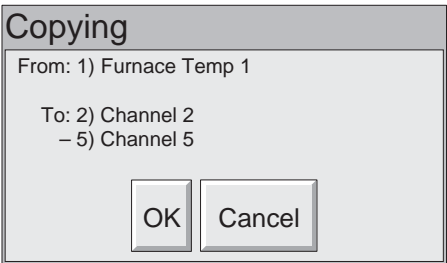 Copying
From: 1) Furnace Temp 1
To: 2) Channel 2
– 5) Channel 5
OK Cancel